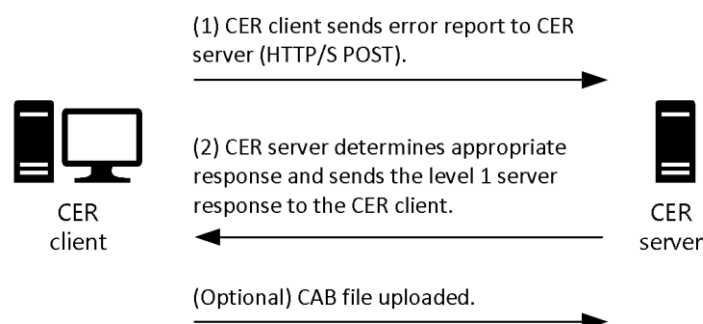 (1) CER client sends error report to CER
server (HTTP/S POST).
(2) CER server determines appropriate
response and sends the level 1 server
response to the CER client.
CER
client
CER
server
(Optional) CAB file uploaded.